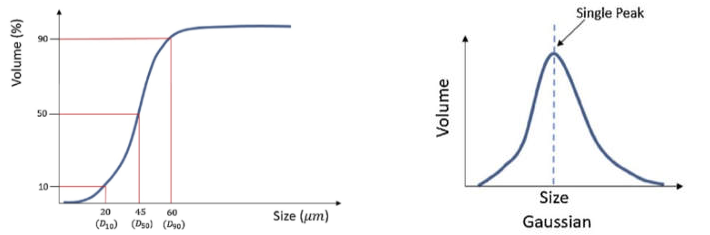 Volume (%)
90
50
10
20 45 60
(D₁₀) (D₅₀) (D₉₀)
Size (μm)
Single Peak
Volume
Size
Gaussian